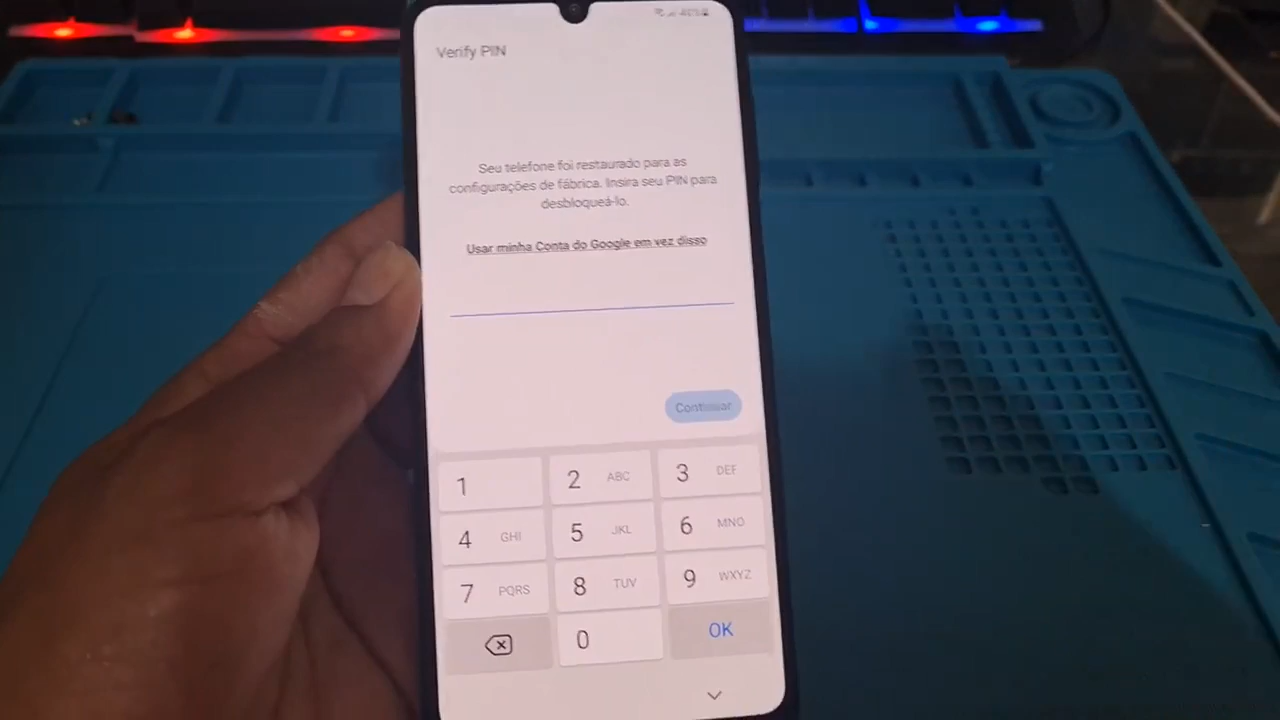 Verify PIN
Seu telefone foi restaurado para as
configurações de fábrica. Insira seu PIN para
desbloqueá-lo.
Usar minha Conta do Google em vez disso
Continuar
1
2 ABC
3 DEF
4 GHI
5 JKL
6 MNO
7 PQRS
8 TUV
9 WXYZ
0
OK